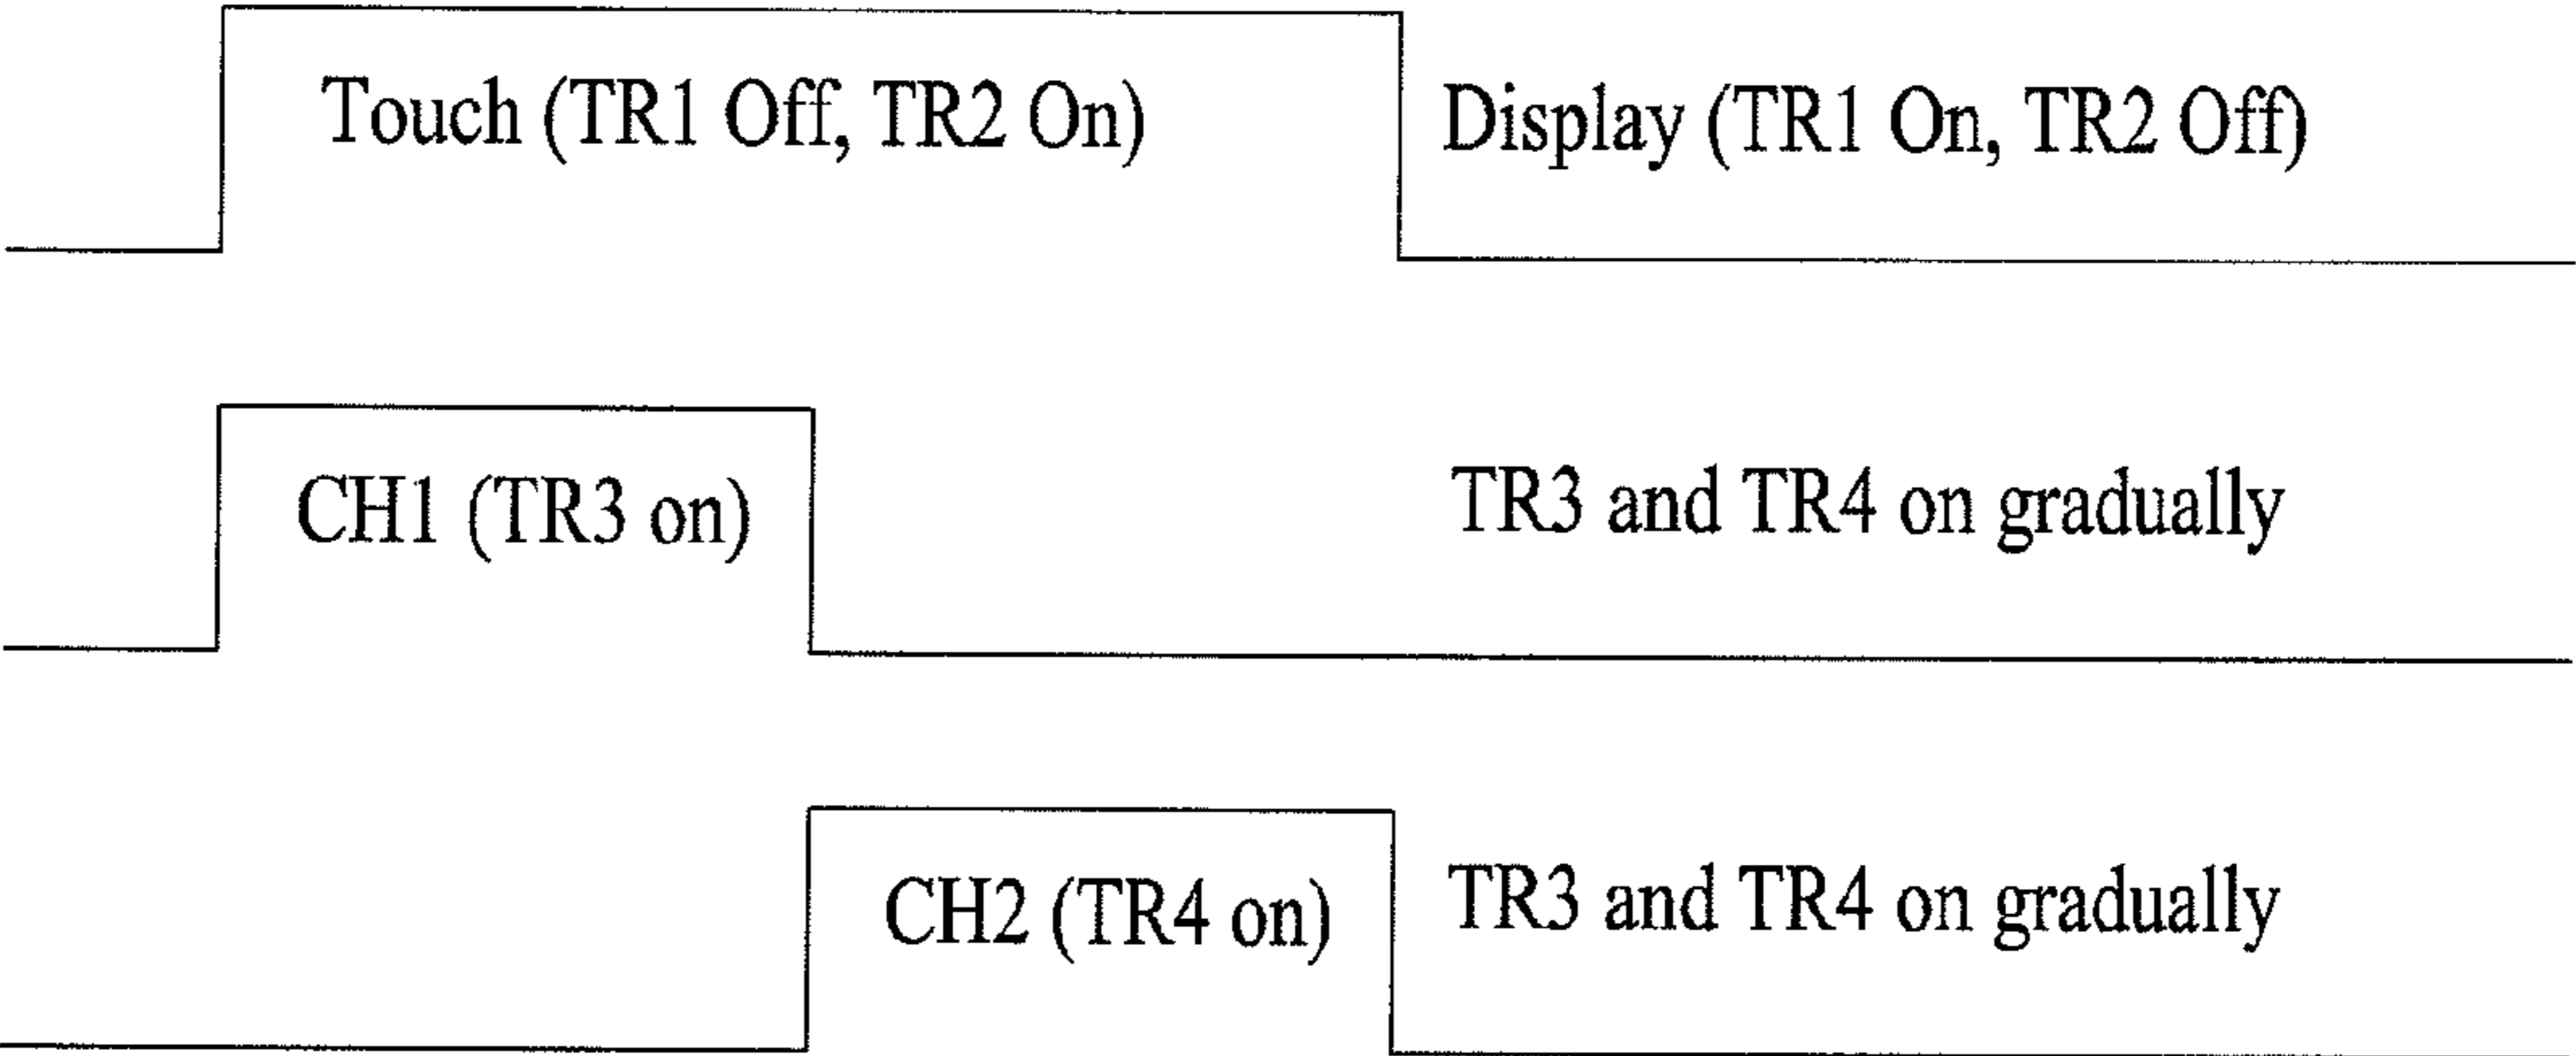 Touch (TR1 Off, TR2 On)
Display (TR1 On, TR2 Off)
CH1 (TR3 on)
TR3 and TR4 on gradually
CH2 (TR4 on)
TR3 and TR4 on gradually